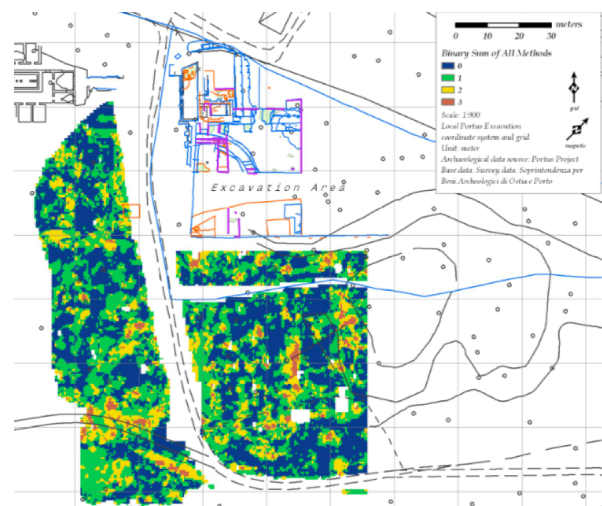 0 10 20 30 meters
Binary Sum of All Methods
0
1
2
3
Scale: 1:900
Local Portus Excavation
coordinate system and grid
Unit: meter
Archaeological data source: Portus Project
Base data: Survey data, Soprintendenza per
Beni Archeologici di Ostia e Porto
grid
magnetic
Excavation Area